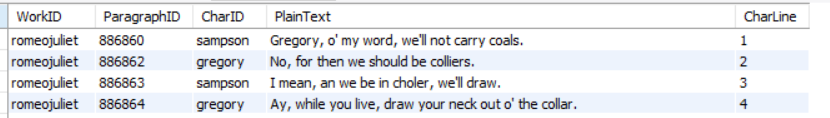 WorkID ParagraphID CharID PlainText CharLine
romeojuliet 886860 sampson Gregory, o' my word, we'll not carry coals. 1
romeojuliet 886862 gregory No, for then we should be colliers. 2
romeojuliet 886863 sampson I mean, an we be in choler, we'll draw. 3
romeojuliet 886864 gregory Ay, while you live, draw your neck out o' the collar. 4